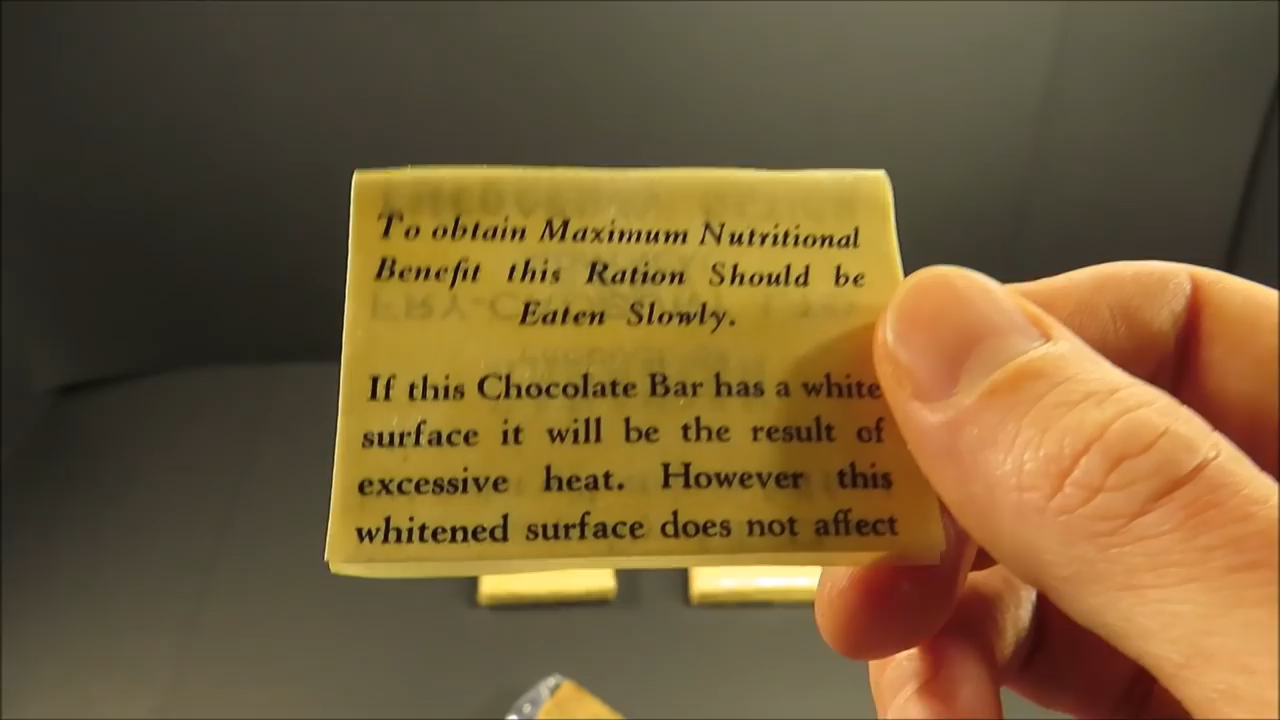 To obtain Maximum Nutritional
Benefit this Ration Should be
Eaten Slowly.
If this Chocolate Bar has a white
surface it will be the result of
excessive heat. However this
whitened surface does not affect